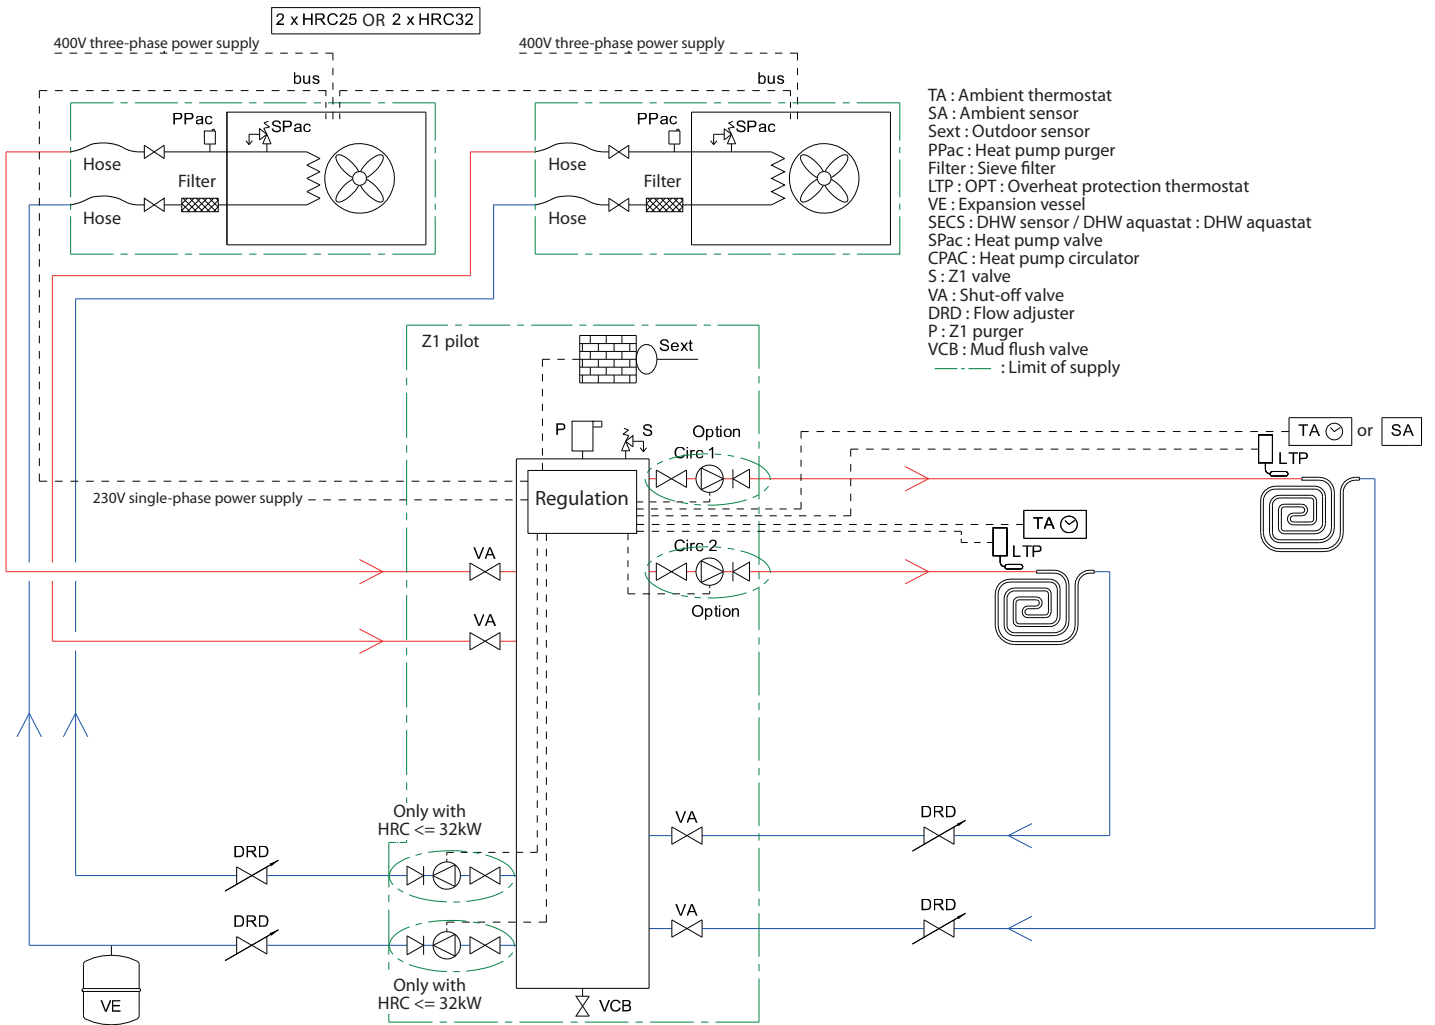 2 x HRC25 OR 2 x HRC32
400V three-phase power supply
400V three-phase power supply
bus
bus
PPac
SPac
Hose
Filter
Hose
PPac
SPac
Hose
Filter
Hose
TA : Ambient thermostat
SA : Ambient sensor
Sext : Outdoor sensor
PPac : Heat pump purger
Filter : Sieve filter
LTP : OPT : Overheat protection thermostat
VE : Expansion vessel
SECS : DHW sensor / DHW aquastat : DHW aquastat
SPac : Heat pump valve
CPAC : Heat pump circulator
S : Z1 valve
VA : Shut-off valve
DRD : Flow adjuster
P : Z1 purger
VCB : Mud flush valve
: Limit of supply
Z1 pilot
Sext
P
S
Option
Circ 1
TA or SA
LTP
230V single-phase power supply
Regulation
TA
LTP
VA
Circ 2
Option
VA
Only with
HRC <= 32kW
DRD
VA
DRD
DRD
VA
DRD
Only with
HRC <= 32kW
VE
VCB